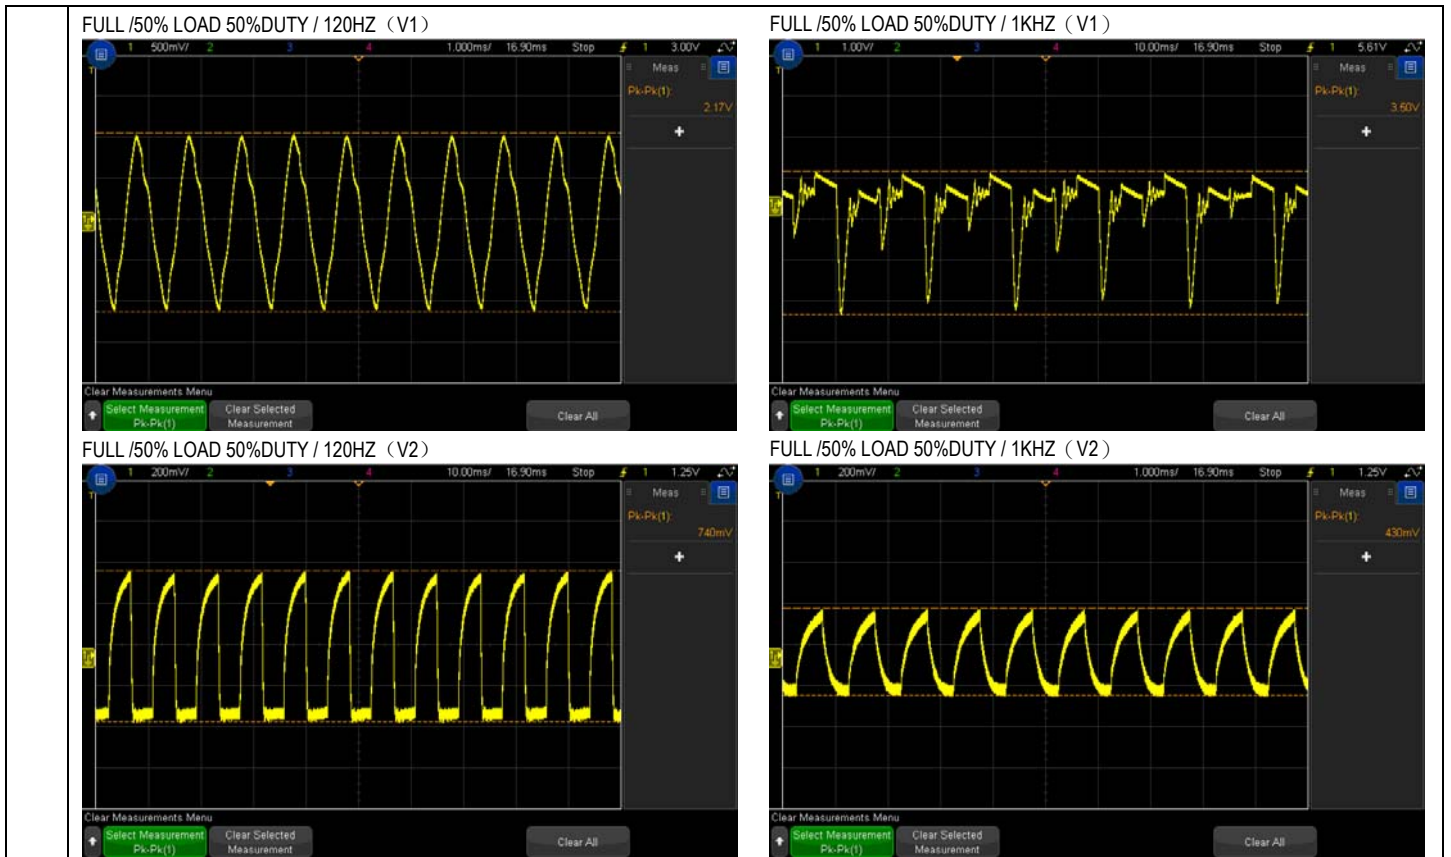 FULL /50% LOAD 50%DUTY / 120HZ（V1）
1 500mV/ 2 3 4 1.000ms/ 16.90ms Stop 1 3.00V
T
Meas
Pk-Pk(1):
2.17V
+
Clear Measurements Menu
Select Measurement
Pk-Pk(1)
Clear Selected
Measurement
Clear All
FULL /50% LOAD 50%DUTY / 1KHZ（V1）
1 1.00V/ 2 3 4 10.00ms/ 16.90ms Stop 1 5.61V
T
Meas
Pk-Pk(1):
3.50V
+
Clear Measurements Menu
Select Measurement
Pk-Pk(1)
Clear Selected
Measurement
Clear All
FULL /50% LOAD 50%DUTY / 120HZ（V2）
1 200mV/ 2 3 4 10.00ms/ 16.90ms Stop 1 1.25V
T
Meas
Pk-Pk(1):
740mV
+
Clear Measurements Menu
Select Measurement
Pk-Pk(1)
Clear Selected
Measurement
Clear All
FULL /50% LOAD 50%DUTY / 1KHZ（V2）
1 200mV/ 2 3 4 1.000ms/ 16.90ms Stop 1 1.25V
T
Meas
Pk-Pk(1):
430mV
+
Clear Measurements Menu
Select Measurement
Pk-Pk(1)
Clear Selected
Measurement
Clear All